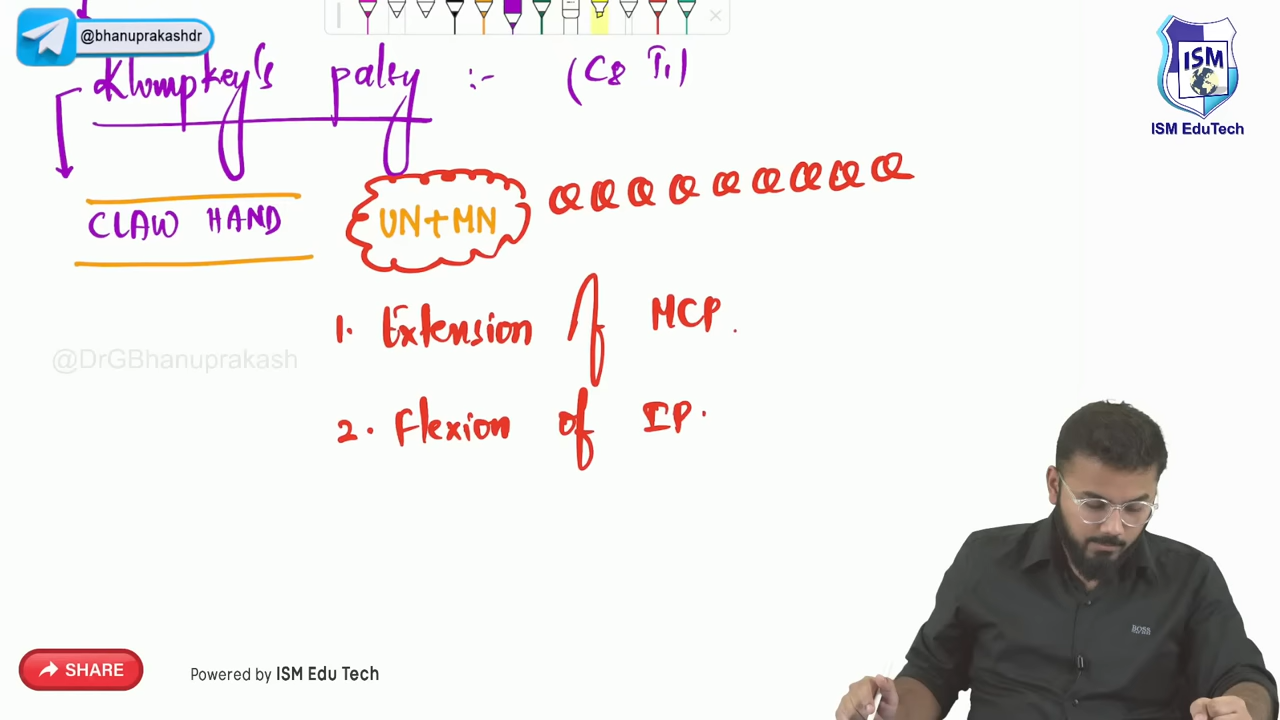 @bhanuprakashdr
ISM
ISM EduTech
Klumpkey's palsy :- (C8 T1)
CLAW HAND
UN+MN
1. Extension of MCP.
@DrGBhanuprakash
2. Flexion of IP.
BOSS
SHARE
Powered by ISM Edu Tech